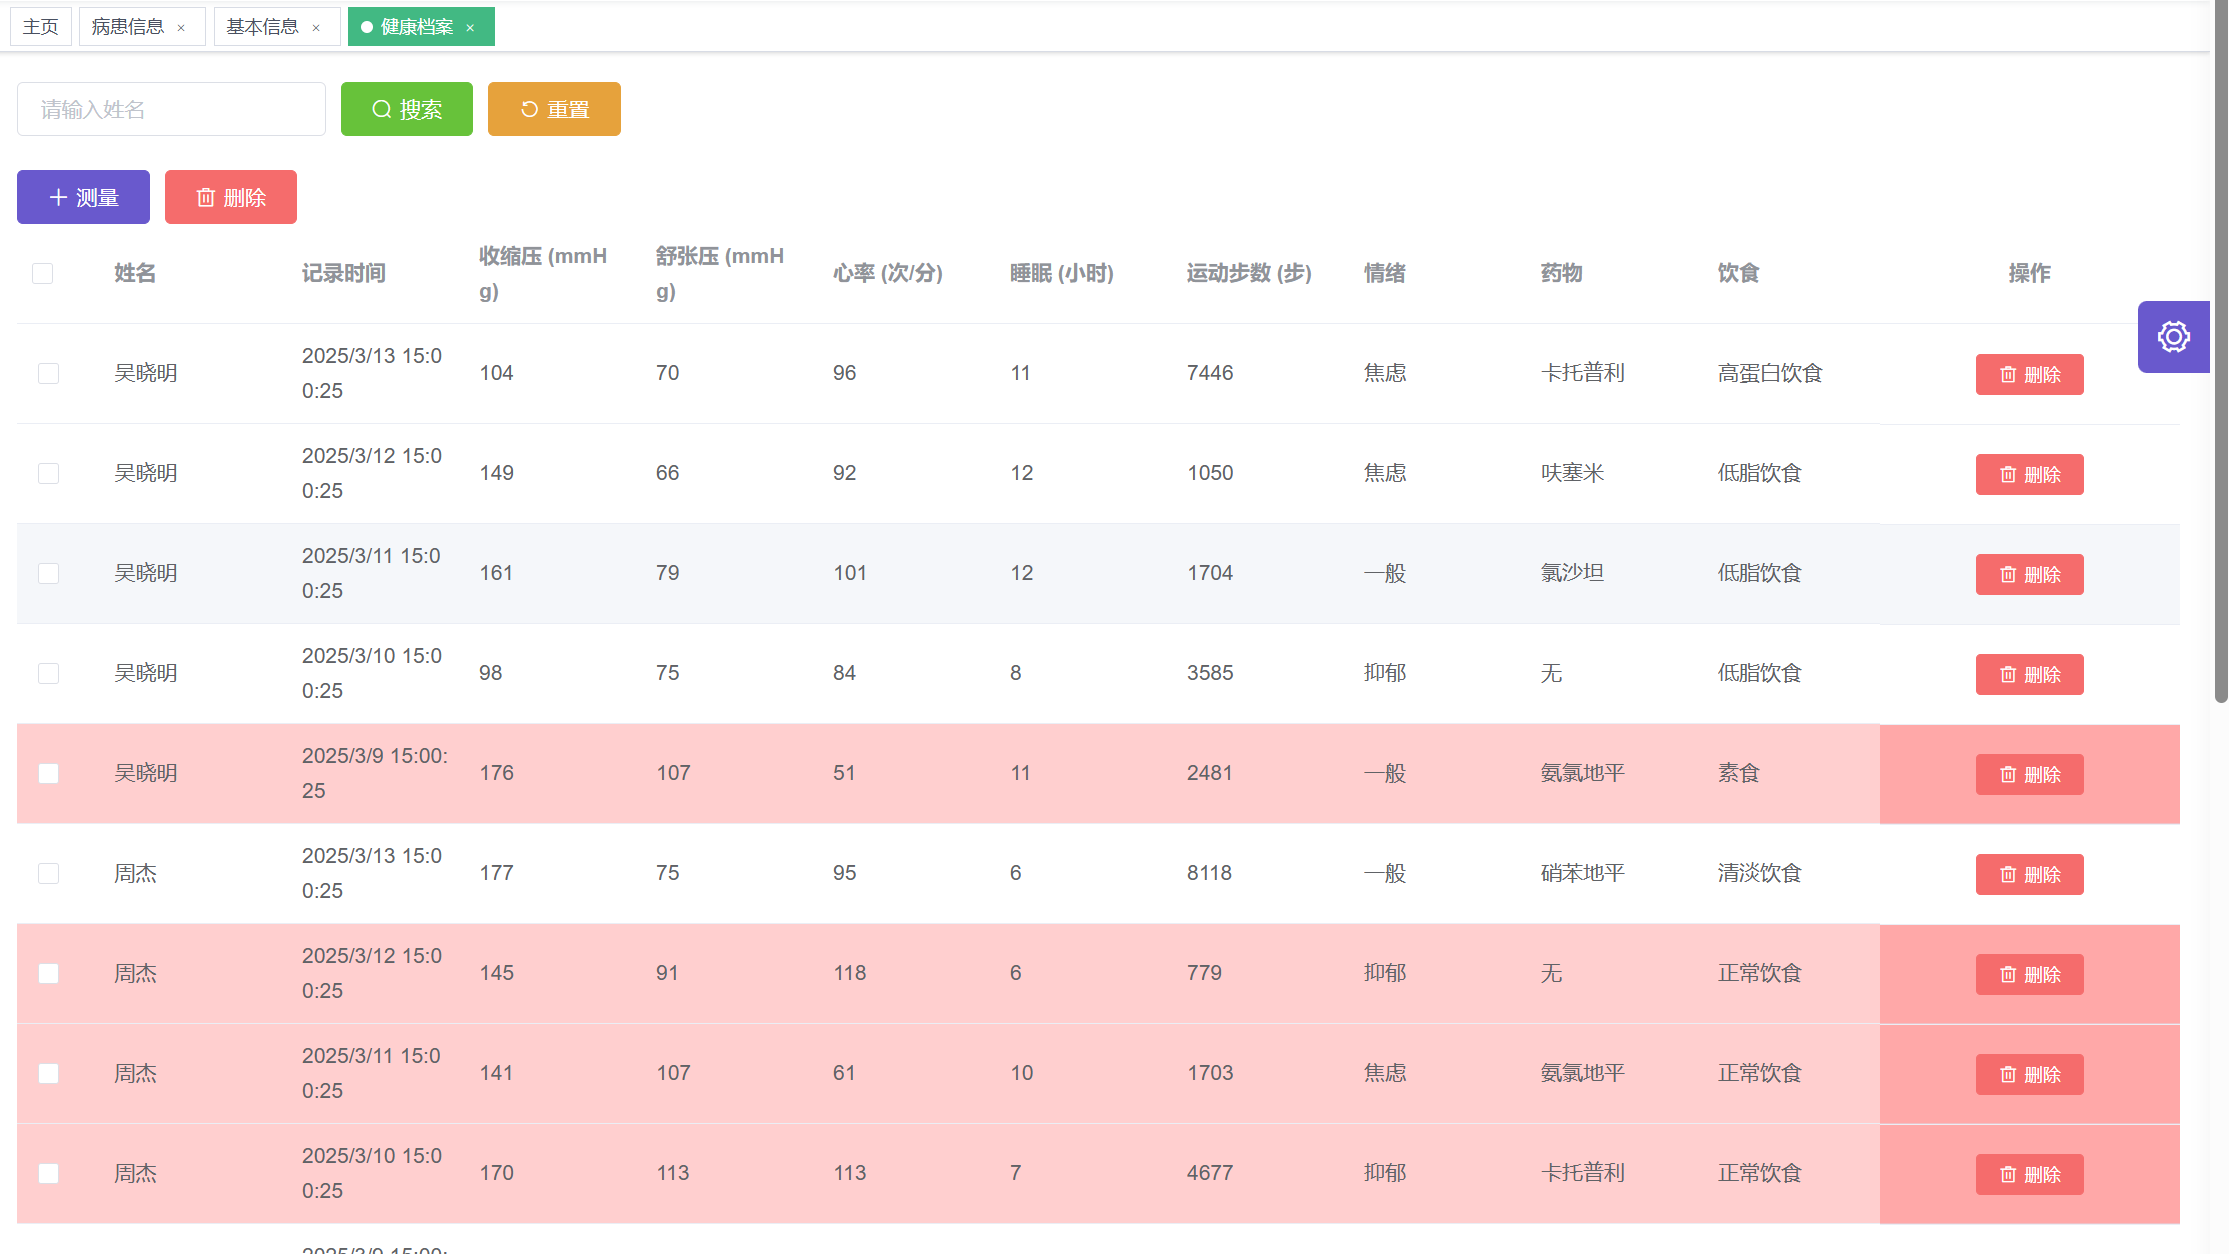 主页 病患信息 × 基本信息 × 健康档案 ×
请输入姓名 搜索 重置
测量 删除
姓名 记录时间 收缩压 (mmHg) 舒张压 (mmHg) 心率 (次/分) 睡眠 (小时) 运动步数 (步) 情绪 药物 饮食 操作
吴晓明 2025/3/13 15:00:25 104 70 96 11 7446 焦虑 卡托普利 高蛋白饮食 删除
吴晓明 2025/3/12 15:00:25 149 66 92 12 1050 焦虑 呋塞米 低脂饮食 删除
吴晓明 2025/3/11 15:00:25 161 79 101 12 1704 一般 氯沙坦 低脂饮食 删除
吴晓明 2025/3/10 15:00:25 98 75 84 8 3585 抑郁 无 低脂饮食 删除
吴晓明 2025/3/9 15:00:25 176 107 51 11 2481 一般 氨氯地平 素食 删除
周杰 2025/3/13 15:00:25 177 75 95 6 8118 一般 硝苯地平 清淡饮食 删除
周杰 2025/3/12 15:00:25 145 91 118 6 779 抑郁 无 正常饮食 删除
周杰 2025/3/11 15:00:25 141 107 61 10 1703 焦虑 氨氯地平 正常饮食 删除
周杰 2025/3/10 15:00:25 170 113 113 7 4677 抑郁 卡托普利 正常饮食 删除
2025/3/9 15:00: